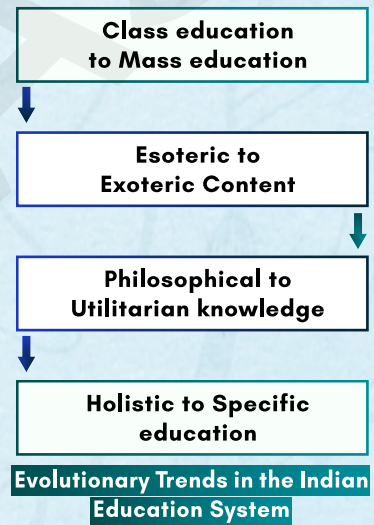 Class education
to Mass education
Esoteric to
Exoteric Content
Philosophical to
Utilitarian knowledge
Holistic to Specific
education
Evolutionary Trends in the Indian
Education System